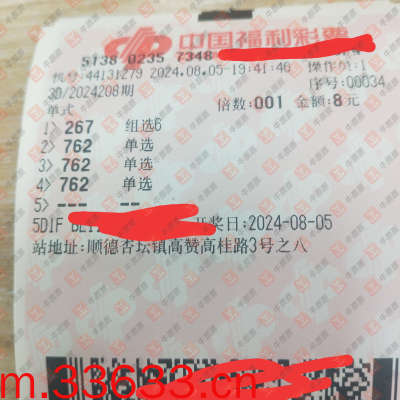 中国福利彩票
5138 0235 7348
机号:44131279 2024.08.05-19:41:46 操作员:1
3D/2024208期 序号:00034
单式 倍数:001 金额:8元
1> 267 组选6
2> 762 单选
3> 762 单选
4> 762 单选
5> --- --
5D1F 开奖日:2024-08-05
站地址:顺德杏坛镇高赞高桂路3号之八
m.33633.cn